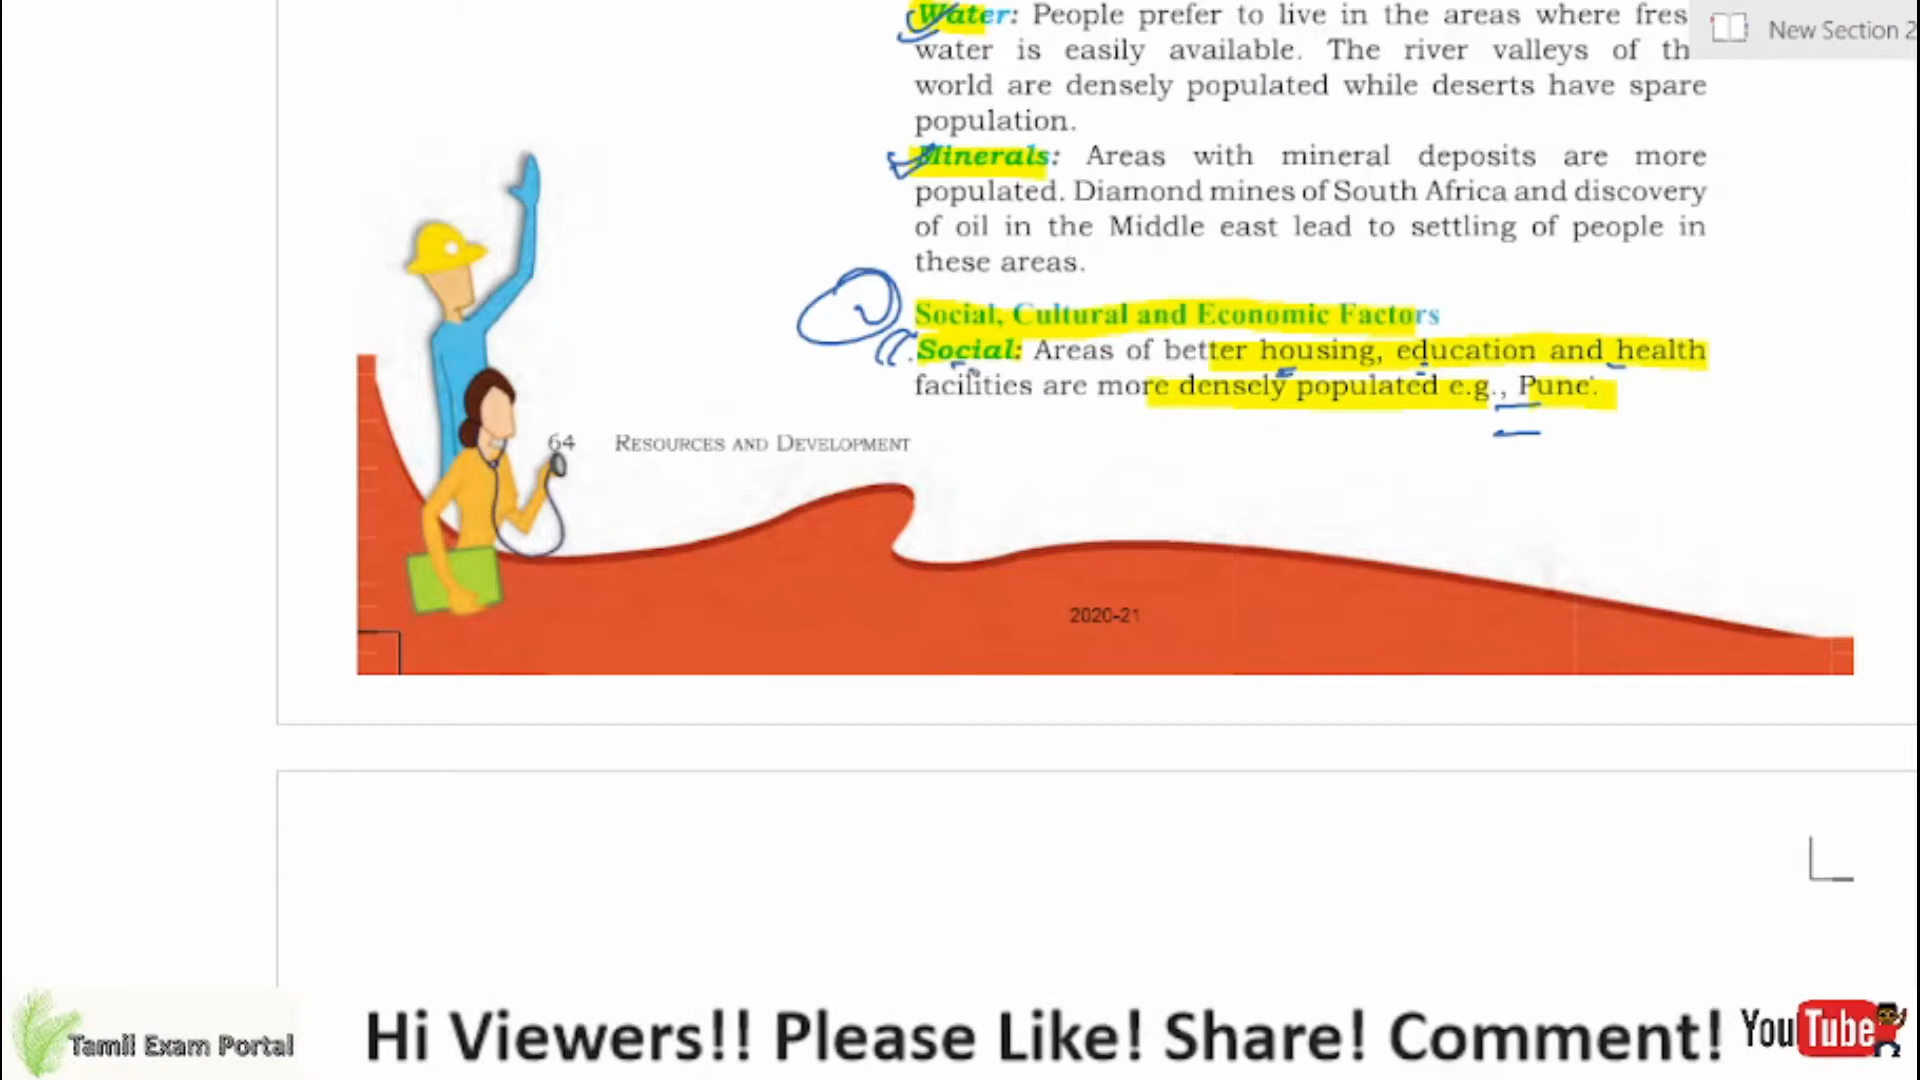 Water: People prefer to live in the areas where fres
New Section 2
water is easily available. The river valleys of th
world are densely populated while deserts have spare
population.
Minerals: Areas with mineral deposits are more
populated. Diamond mines of South Africa and discovery
of oil in the Middle east lead to settling of people in
these areas.
Social, Cultural and Economic Factors
Social: Areas of better housing, education and health
facilities are more densely populated e.g., Pune.
64 RESOURCES AND DEVELOPMENT
2020-21
Tamil Exam Portal
Hi Viewers!! Please Like! Share! Comment!
YouTube